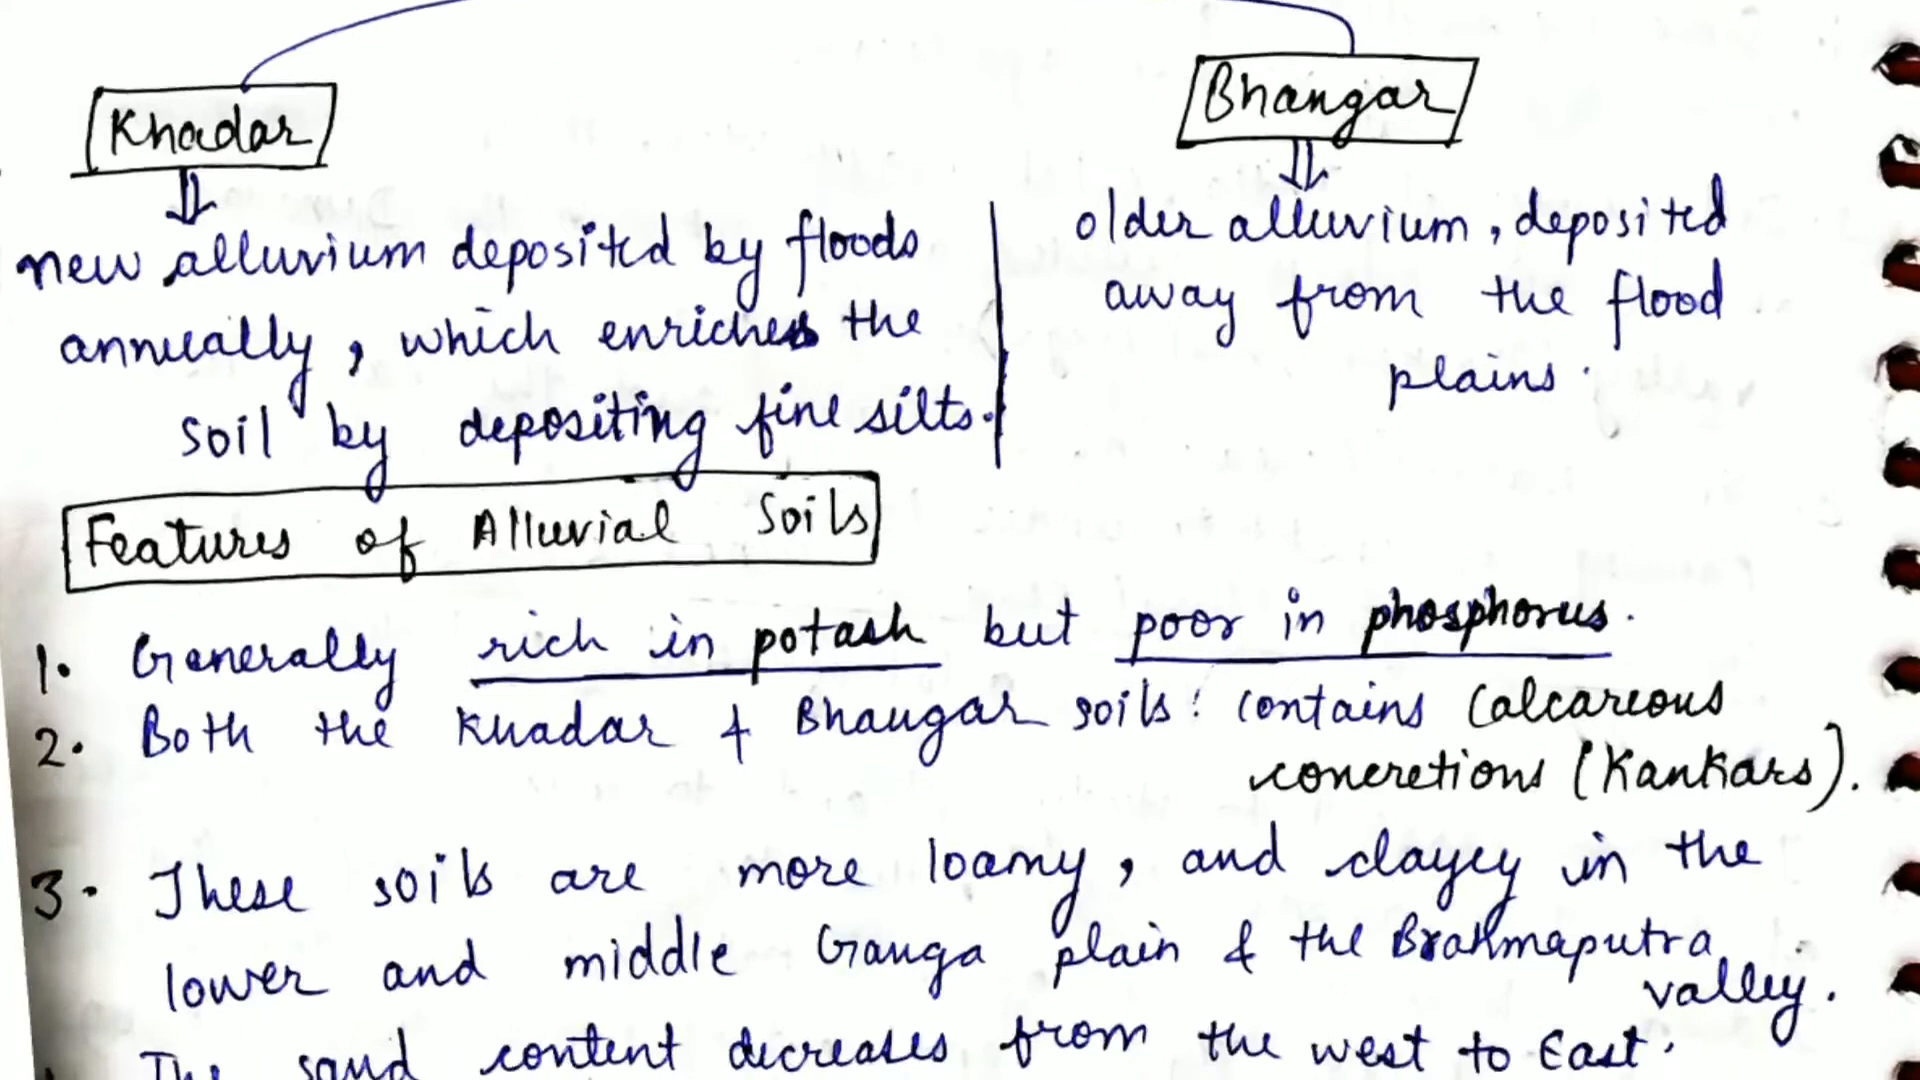 Khadar
Bhangar
new alluvium deposited by floods
annually, which enriches the
soil by depositing fine silts.
older alluvium, deposited
away from the flood
plains.
Features of Alluvial Soils
1. Generally rich in potash but poor in phosphorus.
2. Both the Khadar & Bhangar soils: contains Calcareous
concretions (Kankars).
3. These soils are more loamy, and clayey in the
lower and middle Ganga plain & the Brahmaputra
valley.
The sand content decreases from the west to East.